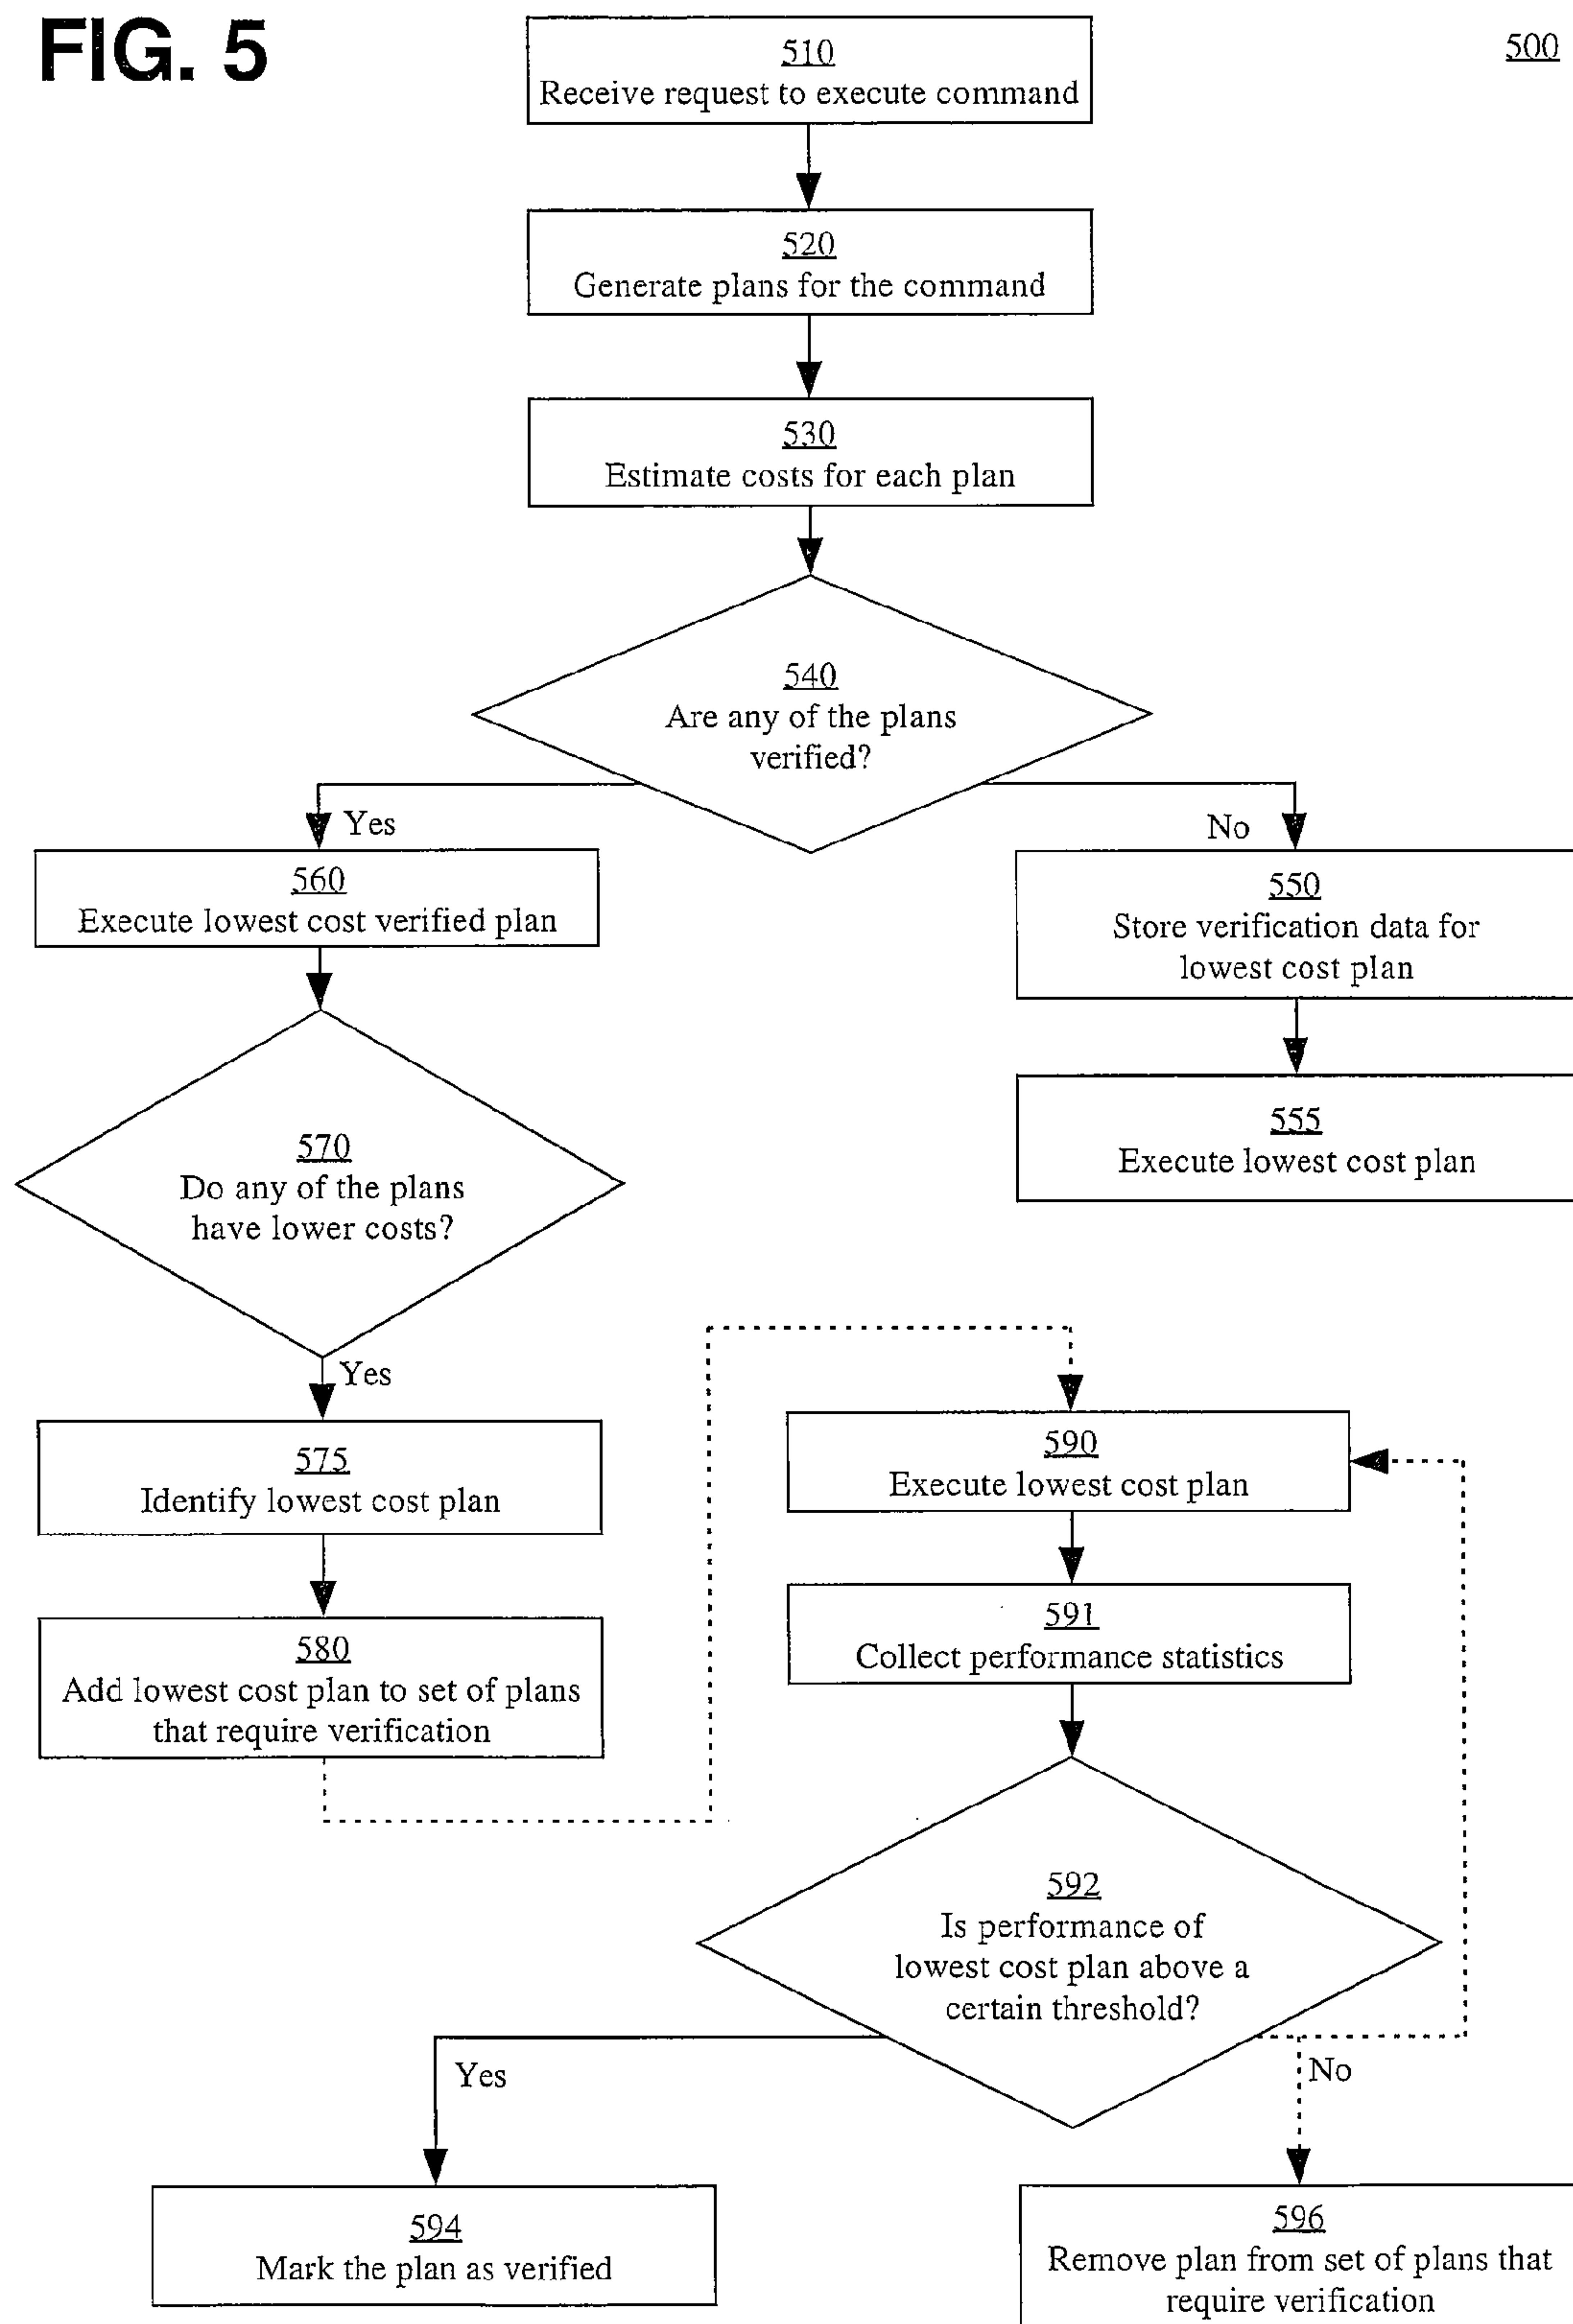 FIG. 5
500
510
Receive request to execute command
520
Generate plans for the command
530
Estimate costs for each plan
540
Are any of the plans
verified?
Yes
No
560
Execute lowest cost verified plan
550
Store verification data for
lowest cost plan
570
Do any of the plans
have lower costs?
555
Execute lowest cost plan
Yes
575
Identify lowest cost plan
580
Add lowest cost plan to set of plans
that require verification
590
Execute lowest cost plan
591
Collect performance statistics
592
Is performance of
lowest cost plan above a
certain threshold?
Yes
No
594
Mark the plan as verified
596
Remove plan from set of plans that
require verification